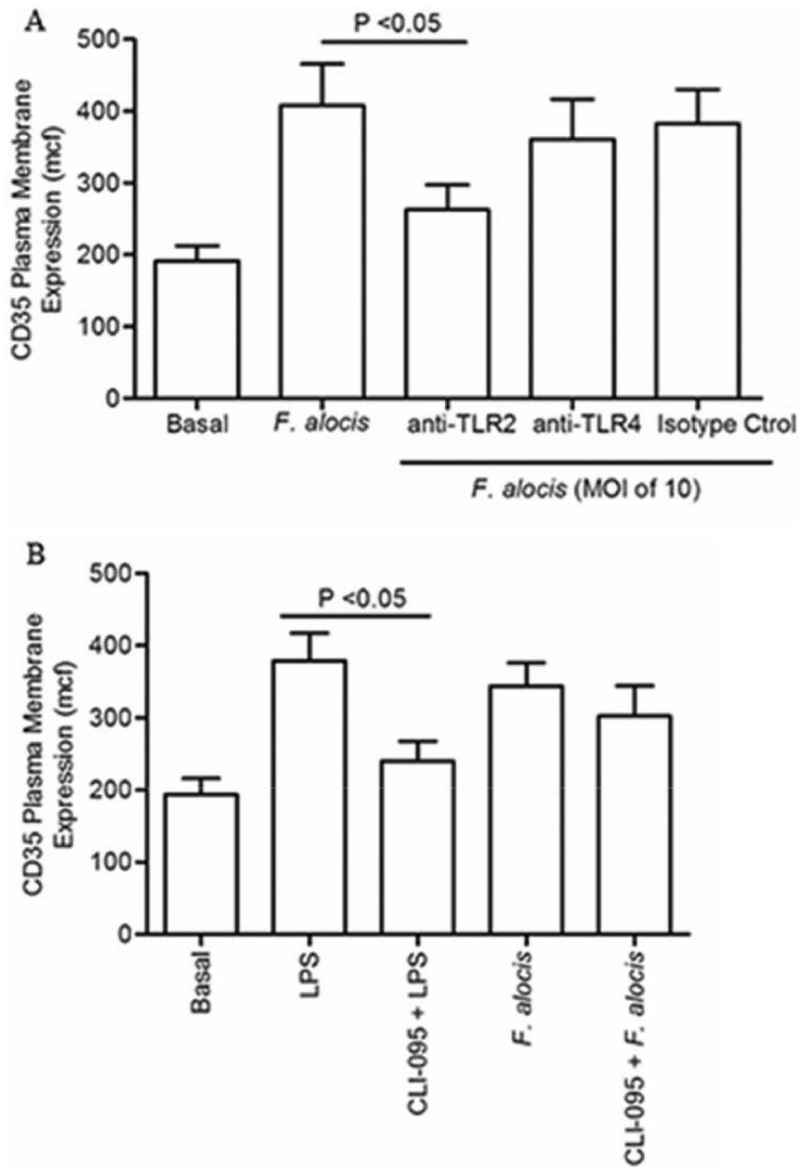 A
P <0.05
CD35 Plasma Membrane
Expression (mcf)
500
400
300
200
100
0
Basal
F. alocis
anti-TLR2
anti-TLR4
Isotype Ctrol
F. alocis (MOI of 10)
B
P <0.05
CD35 Plasma Membrane
Expression (mcf)
500
400
300
200
100
0
Basal
LPS
CLI-095 + LPS
F. alocis
CLI-095 + F. alocis